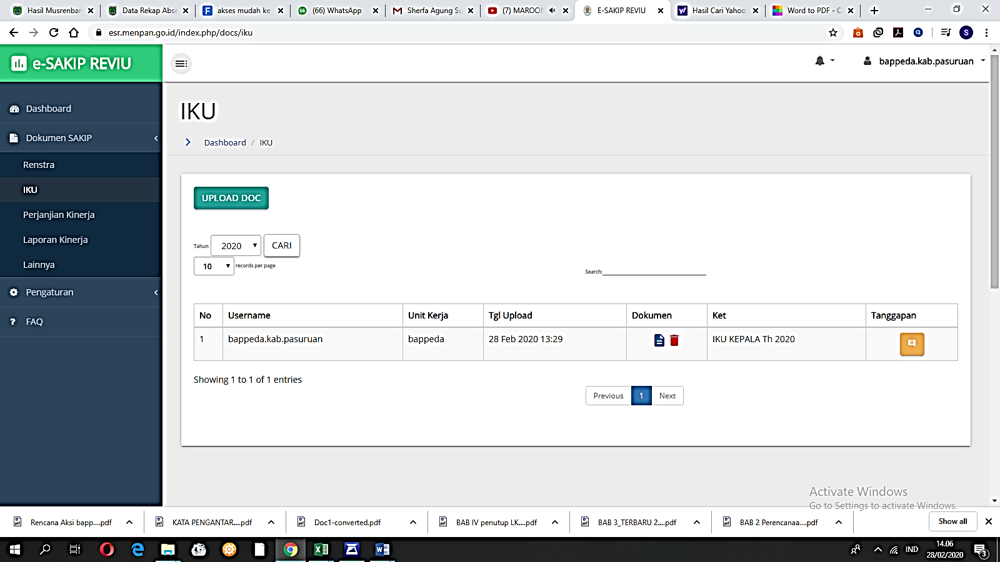 Hasil Musrenban
Data Rekap Abse
akses mudah ke
(66) WhatsApp
Sherfa Agung Su
(7) MAROON
E-SAKIP REVIU
Hasil Cari Yahoo
Word to PDF - C
esr.menpan.go.id/index.php/docs/iku
S
e-SAKIP REVIU
bappeda.kab.pasuruan
Dashboard
Dokumen SAKIP
Renstra
IKU
Perjanjian Kinerja
Laporan Kinerja
Lainnya
Pengaturan
FAQ
IKU
Dashboard / IKU
UPLOAD DOC
Tahun 2020 CARI
10 records per page
Search:
No Username Unit Kerja Tgl Upload Dokumen Ket Tanggapan
1 bappeda.kab.pasuruan bappeda 28 Feb 2020 13:29 IKU KEPALA Th 2020
Showing 1 to 1 of 1 entries
Previous 1 Next
Activate Windows
Go to Settings to activate Windows.
Rencana Aksi bapp....pdf
KATA PENGANTAR....pdf
Doc1-converted.pdf
BAB IV penutup LK....pdf
BAB 3_TERBARU 2....pdf
BAB 2 Perencanaa....pdf
Show all
IND
14.06
28/02/2020
3